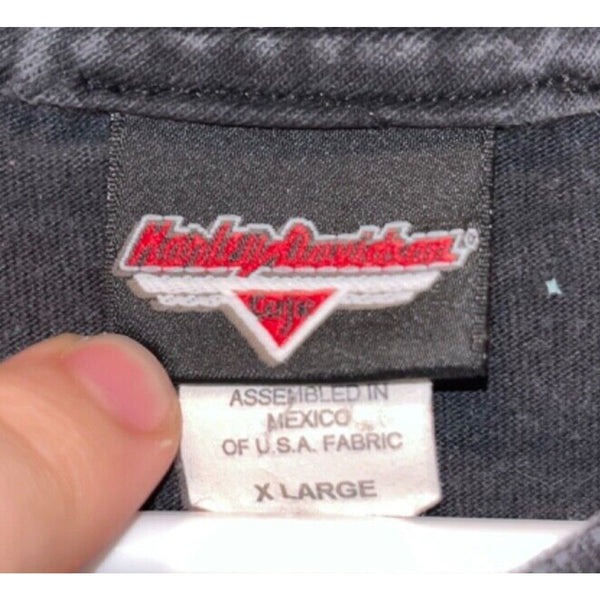 Harley-Davidson®
Cafe
ASSEMBLED IN
MEXICO
OF U.S.A. FABRIC
X LARGE